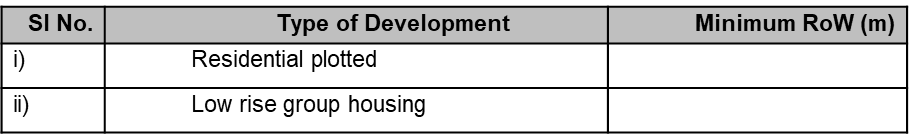 Sl No. Type of Development Minimum RoW (m)
i) Residential plotted
ii) Low rise group housing